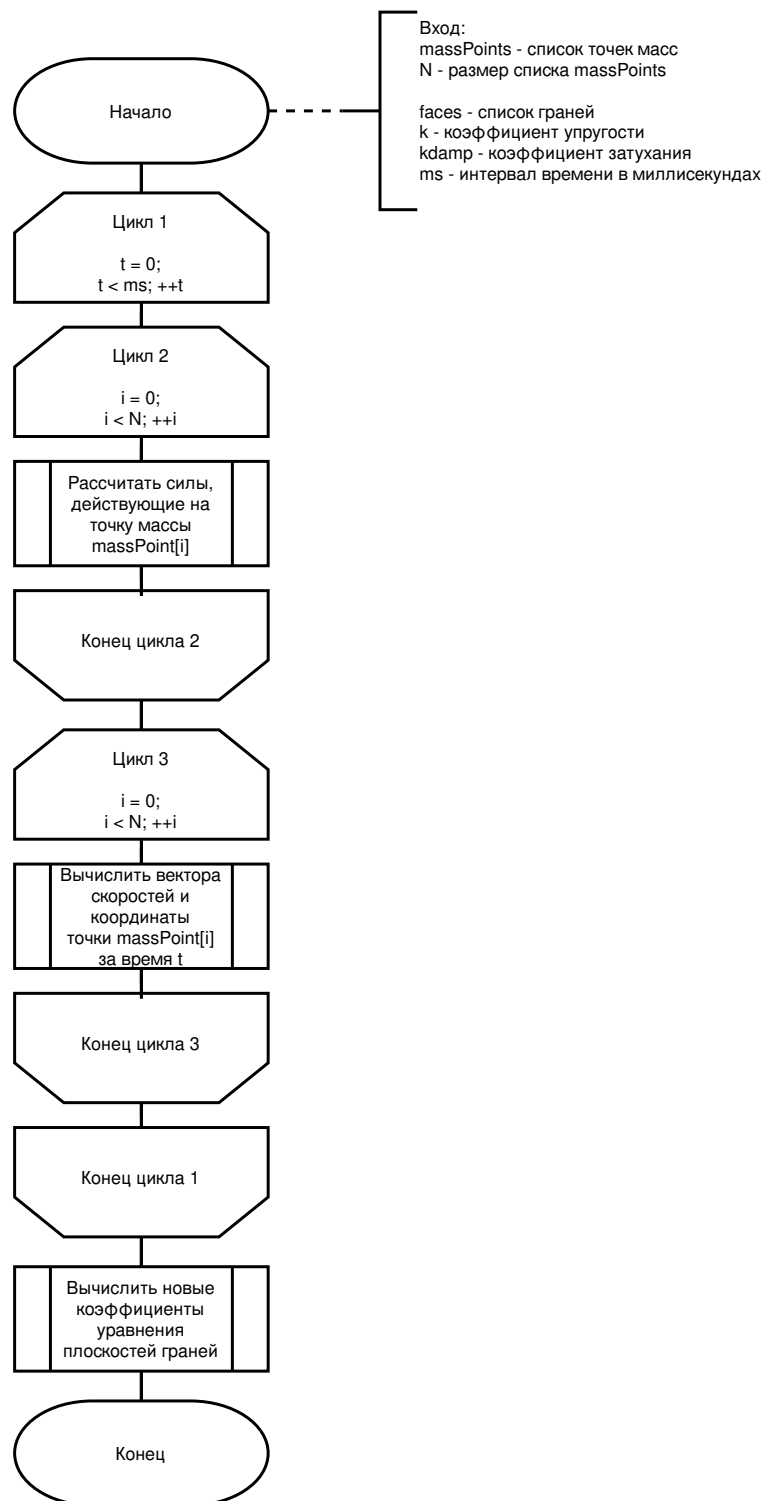 Вход:
massPoints - список точек масс
N - размер списка massPoints
faces - список граней
k - коэффициент упругости
kdamp - коэффициент затухания
ms - интервал времени в миллисекундах
Начало
Цикл 1
t = 0;
t < ms; ++t
Цикл 2
i = 0;
i < N; ++i
Рассчитать силы,
действующие на
точку массы
massPoint[i]
Конец цикла 2
Цикл 3
i = 0;
i < N; ++i
Вычислить вектора
скоростей и
координаты
точки massPoint[i]
за время t
Конец цикла 3
Конец цикла 1
Вычислить новые
коэффициенты
уравнения
плоскостей граней
Конец